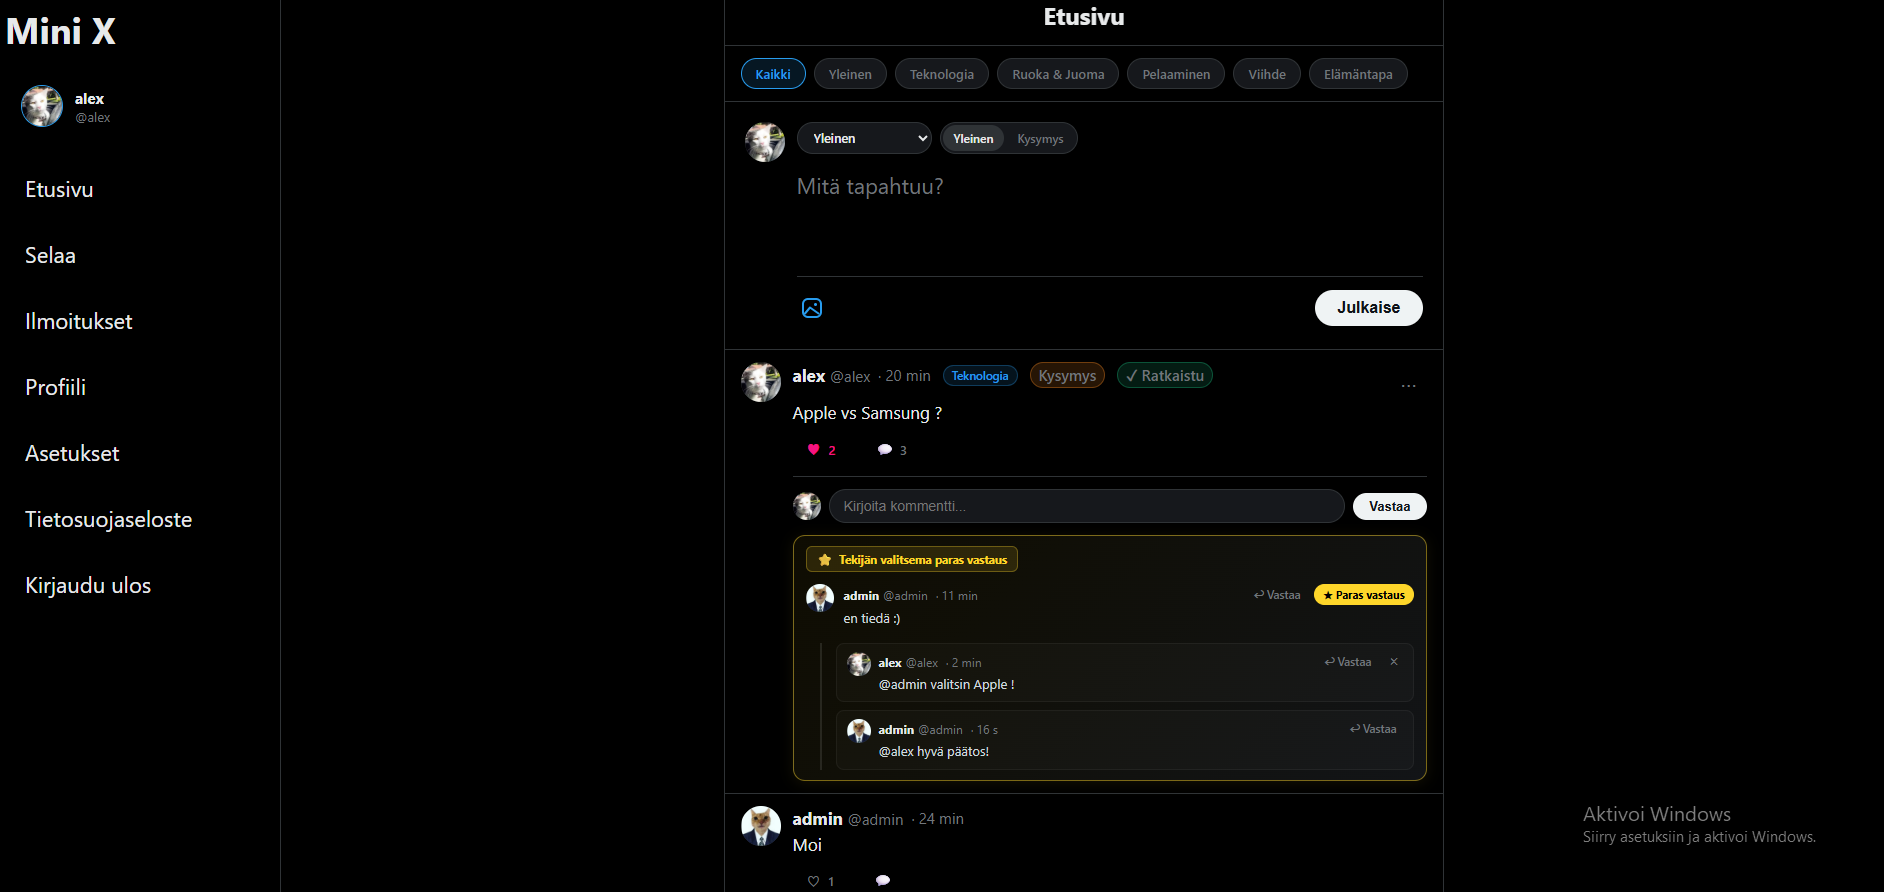 Mini X
alex
@alex
Etusivu
Selaa
Ilmoitukset
Profiili
Asetukset
Tietosuojaseloste
Kirjaudu ulos
Etusivu
Kaikki Yleinen Teknologia Ruoka & Juoma Pelaaminen Viihde Elämäntapa
Yleinen Yleinen Kysymys
Mitä tapahtuu?
Julkaise
alex @alex · 20 min Teknologia Kysymys ✓ Ratkaistu ...
Apple vs Samsung ?
2 3
Kirjoita kommentti... Vastaa
Tekijän valitsema paras vastaus
admin @admin · 11 min ↩ Vastaa ★ Paras vastaus
en tiedä :)
alex @alex · 2 min ↩ Vastaa ×
@admin valitsin Apple !
admin @admin · 16 s ↩ Vastaa
@alex hyvä päätos!
admin @admin · 24 min
Moi
♡ 1
Aktivoi Windows
Siirry asetuksiin ja aktivoi Windows.